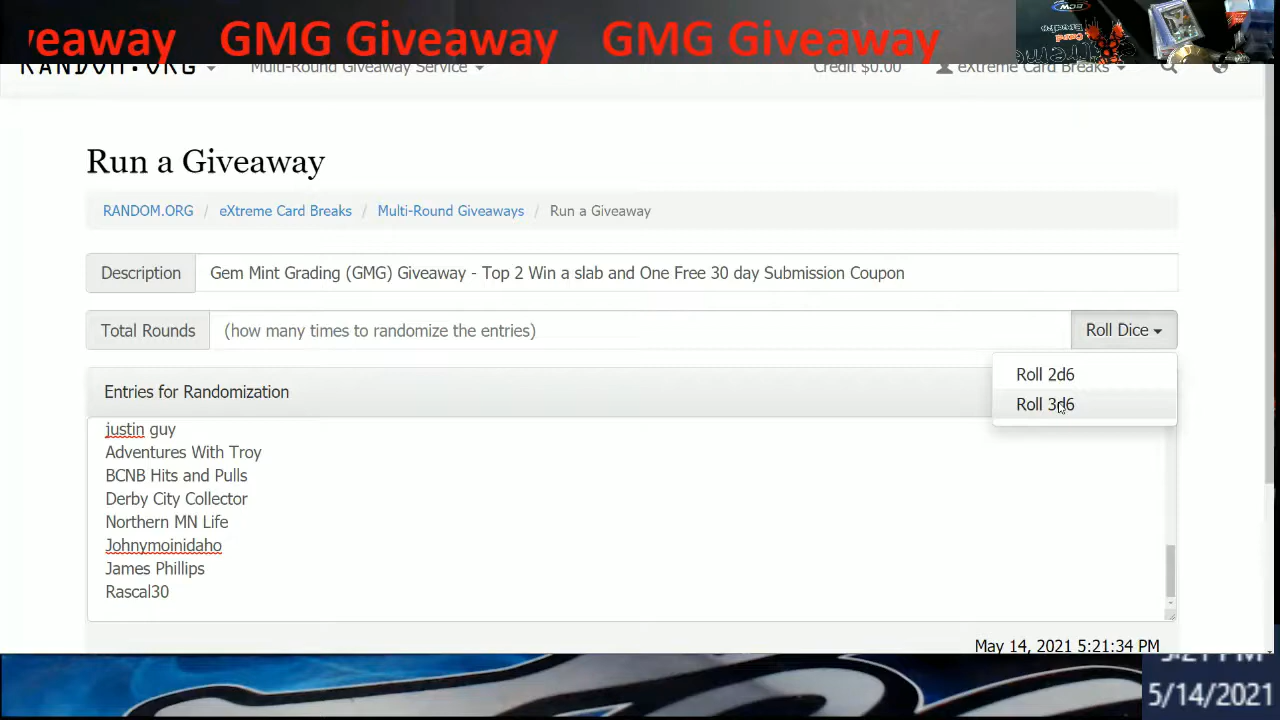 GMG Giveaway GMG Giveaway
RANDOM.ORG Multi-Round Giveaway Service Credit $0.00 eXtreme Card Breaks
Run a Giveaway
RANDOM.ORG / eXtreme Card Breaks / Multi-Round Giveaways / Run a Giveaway
Description Gem Mint Grading (GMG) Giveaway - Top 2 Win a slab and One Free 30 day Submission Coupon
Total Rounds (how many times to randomize the entries) Roll Dice
Roll 2d6
Roll 3d6
Entries for Randomization
justin guy
Adventures With Troy
BCNB Hits and Pulls
Derby City Collector
Northern MN Life
Johnymoinidaho
James Phillips
Rascal30
May 14, 2021 5:21:34 PM
5:21 PM
5/14/2021